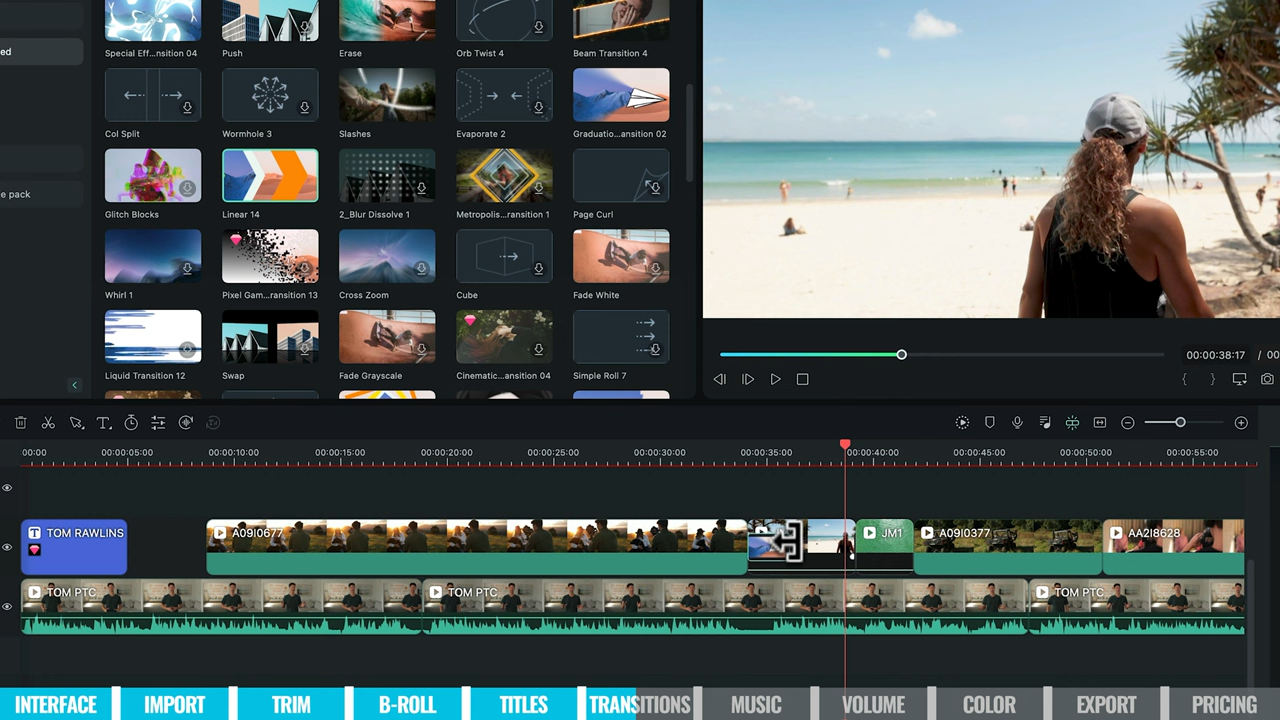 Special Eff...nsition 04
Push
Erase
Orb Twist 4
Beam Transition 4
ed
Col Split
Wormhole 3
Slashes
Evaporate 2
Graduatio...ansition 02
Glitch Blocks
Linear 14
2_Blur Dissolve 1
Metropolis...ransition 1
Page Curl
e pack
Whirl 1
Pixel Gam...ransition 13
Cross Zoom
Cube
Fade White
Liquid Transition 12
Swap
Fade Grayscale
Cinematic...ansition 04
Simple Roll 7
00:00:38:17 / 00
00:00
00:00:05:00
00:00:10:00
00:00:15:00
00:00:20:00
00:00:25:00
00:00:30:00
00:00:35:00
00:00:40:00
00:00:45:00
00:00:50:00
00:00:55:00
T TOM RAWLINS
A09I0677
JM1
A09I0377
AA2I8628
TOM PTC
TOM PTC
TOM PTC
INTERFACE
IMPORT
TRIM
B-ROLL
TITLES
TRANSITIONS
MUSIC
VOLUME
COLOR
EXPORT
PRICING